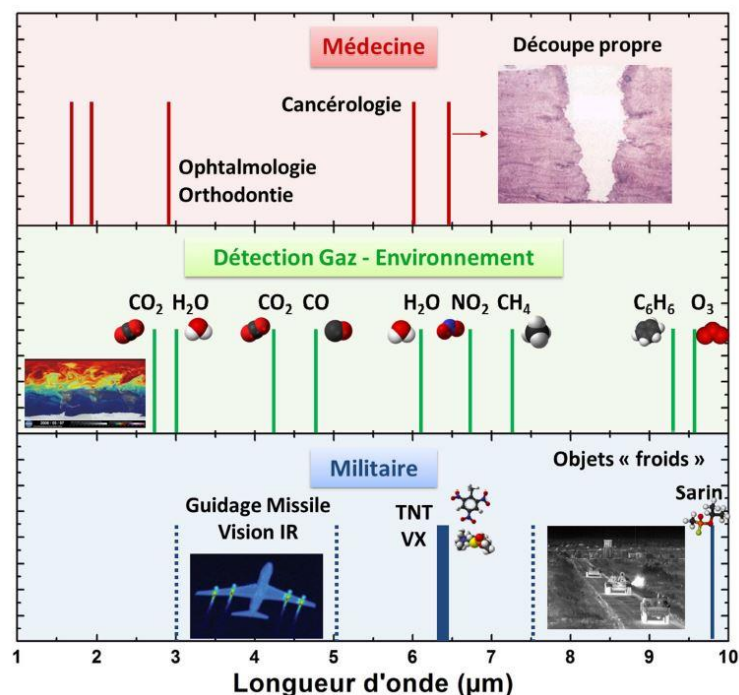 Médecine
Découpe propre
Cancérologie
Ophtalmologie
Orthodontie
Détection Gaz - Environnement
CO₂ H₂O CO₂ CO H₂O NO₂ CH₄ C₆H₆ O₃
Militaire
Objets « froids »
Guidage Missile
Vision IR
TNT
VX
Sarin
1 2 3 4 5 6 7 8 9 10
Longueur d'onde (µm)